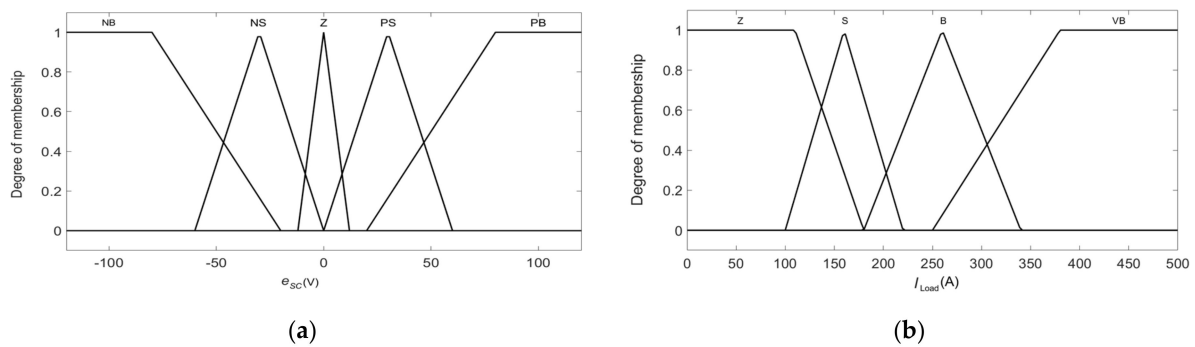 NB NS Z PS PB
1
0.8
0.6
0.4
0.2
0
Degree of membership
-100 -50 0 50 100
eSC(V)
(a)
Z S B VB
1
0.8
0.6
0.4
0.2
0
Degree of membership
0 50 100 150 200 250 300 350 400 450 500
ILoad(A)
(b)